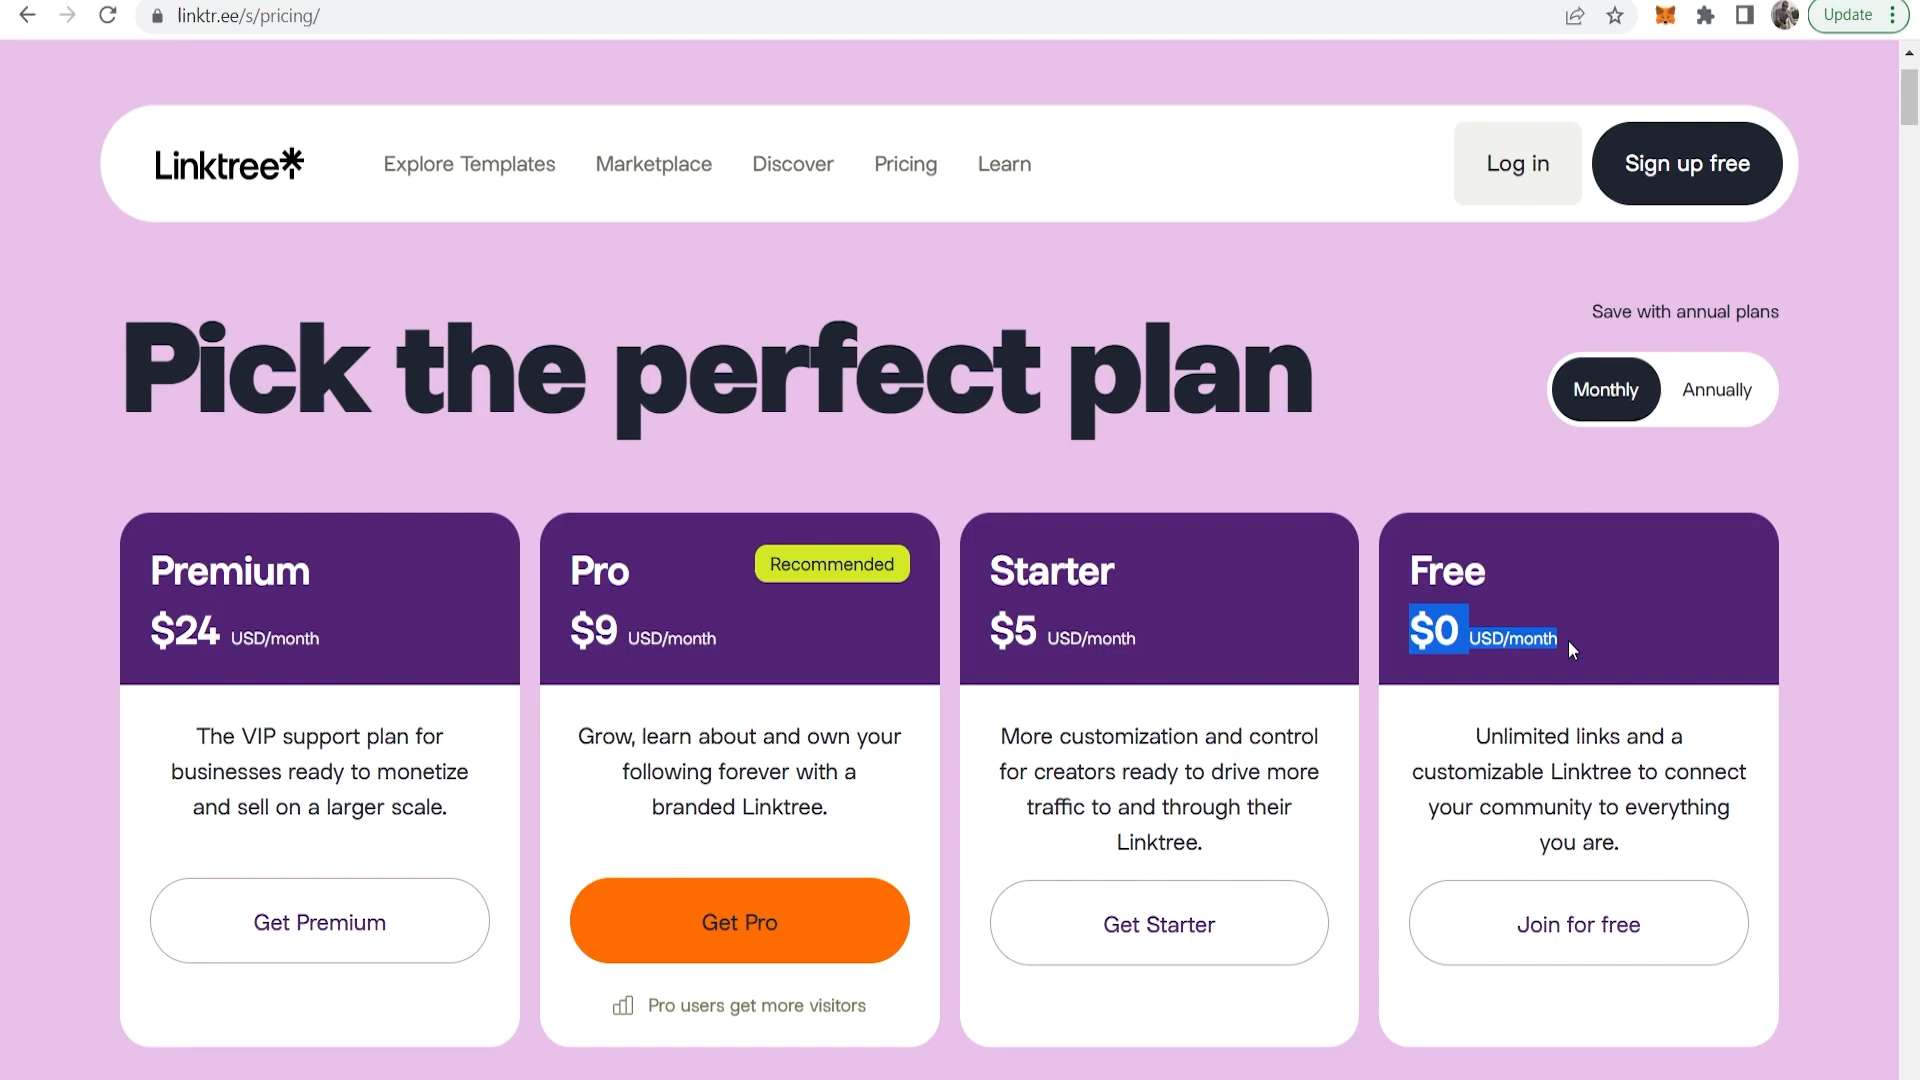 linktr.ee/s/pricing/
Update
Linktree
Explore Templates
Marketplace
Discover
Pricing
Learn
Log in
Sign up free
Pick the perfect plan
Save with annual plans
Monthly
Annually
Premium
$24 USD/month
The VIP support plan for
businesses ready to monetize
and sell on a larger scale.
Get Premium
Pro
Recommended
$9 USD/month
Grow, learn about and own your
following forever with a
branded Linktree.
Get Pro
Pro users get more visitors
Starter
$5 USD/month
More customization and control
for creators ready to drive more
traffic to and through their
Linktree.
Get Starter
Free
$0 USD/month
Unlimited links and a
customizable Linktree to connect
your community to everything
you are.
Join for free